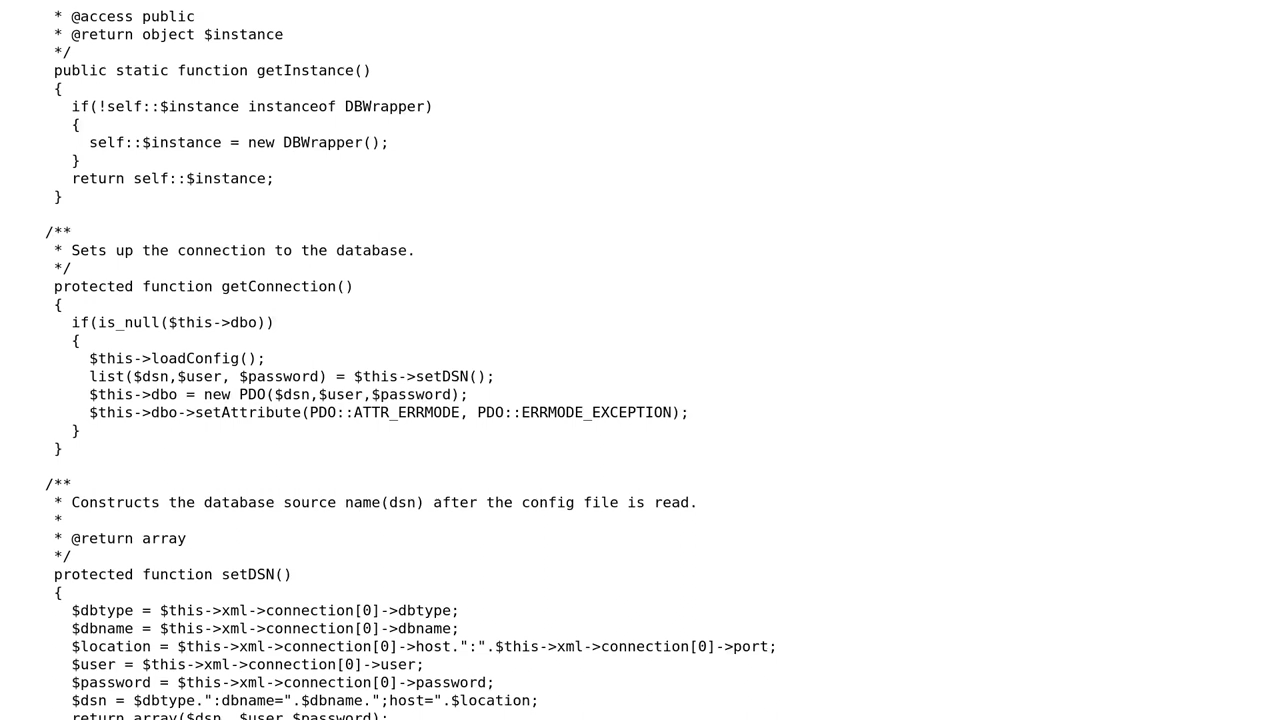 * @access public
* @return object $instance
*/
public static function getInstance()
{
if(!self::$instance instanceof DBWrapper)
{
self::$instance = new DBWrapper();
}
return self::$instance;
}
/**
* Sets up the connection to the database.
*/
protected function getConnection()
{
if(is_null($this->dbo))
{
$this->loadConfig();
list($dsn,$user, $password) = $this->setDSN();
$this->dbo = new PDO($dsn,$user,$password);
$this->dbo->setAttribute(PDO::ATTR_ERRMODE, PDO::ERRMODE_EXCEPTION);
}
}
/**
* Constructs the database source name(dsn) after the config file is read.
*
* @return array
*/
protected function setDSN()
{
$dbtype = $this->xml->connection[0]->dbtype;
$dbname = $this->xml->connection[0]->dbname;
$location = $this->xml->connection[0]->host.":".$this->xml->connection[0]->port;
$user = $this->xml->connection[0]->user;
$password = $this->xml->connection[0]->password;
$dsn = $dbtype.":dbname=".$dbname.";host=".$location;
return array($dsn, $user,$password);